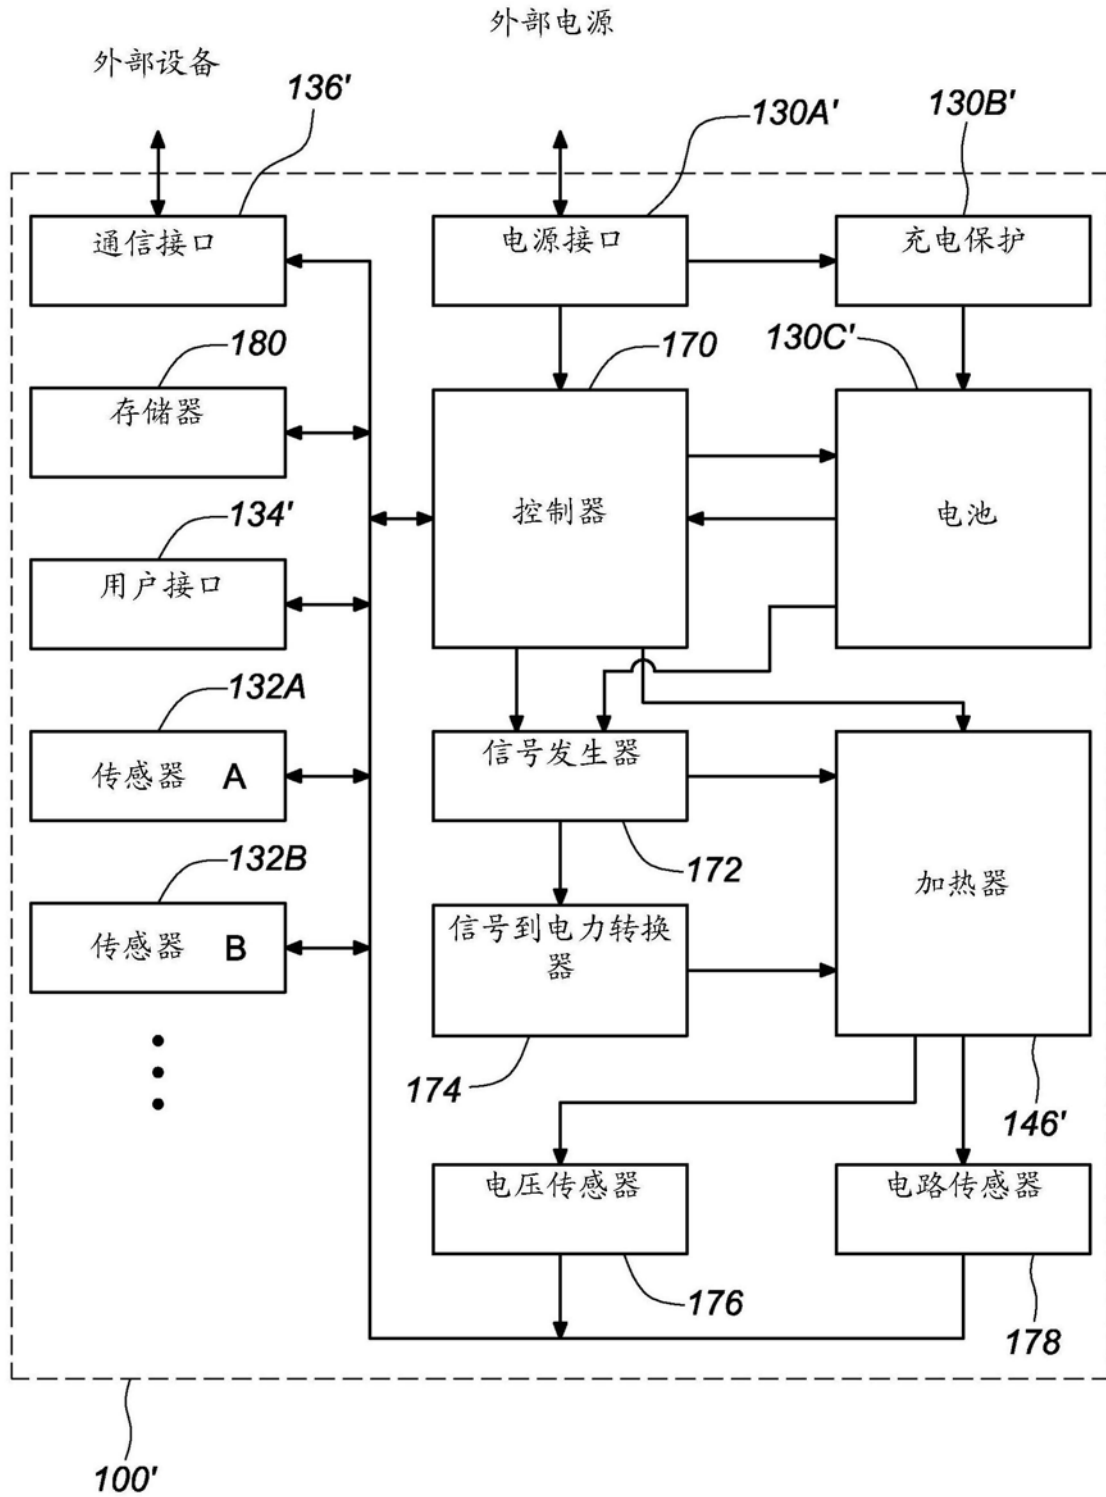 外部电源
外部设备
136'
130A'
130B'
通信接口
电源接口
充电保护
180
170
130C'
存储器
控制器
电池
134'
用户接口
132A
传感器 A
信号发生器
132B
172
加热器
传感器 B
信号到电力转换
器
174
146'
电压传感器
电路传感器
176
178
100'